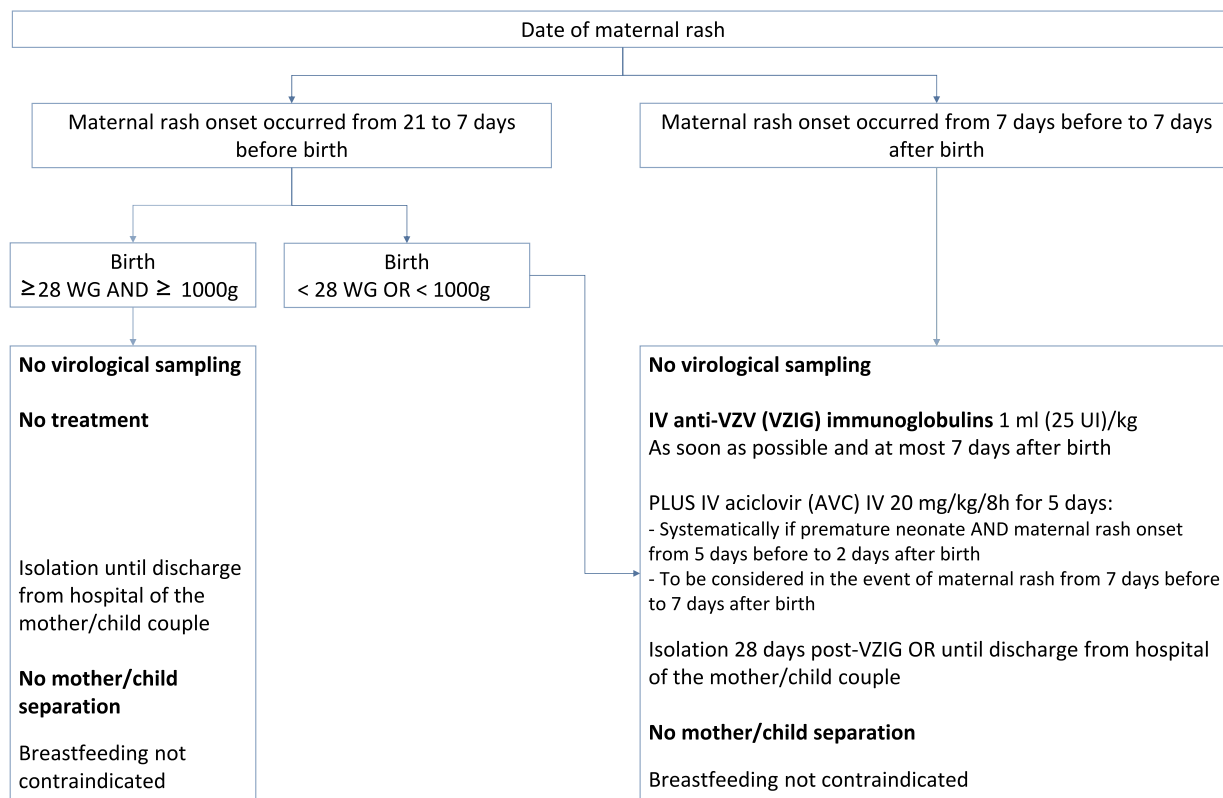 Date of maternal rash
Maternal rash onset occurred from 21 to 7 days
before birth
Maternal rash onset occurred from 7 days before to 7 days
after birth
Birth
≥28 WG AND ≥ 1000g
Birth
< 28 WG OR < 1000g
No virological sampling
No treatment
Isolation until discharge
from hospital of the
mother/child couple
No mother/child
separation
Breastfeeding not
contraindicated
No virological sampling
IV anti-VZV (VZIG) immunoglobulins 1 ml (25 UI)/kg
As soon as possible and at most 7 days after birth
PLUS IV aciclovir (AVC) IV 20 mg/kg/8h for 5 days:
- Systematically if premature neonate AND maternal rash onset
from 5 days before to 2 days after birth
- To be considered in the event of maternal rash from 7 days before
to 7 days after birth
Isolation 28 days post-VZIG OR until discharge from hospital
of the mother/child couple
No mother/child separation
Breastfeeding not contraindicated